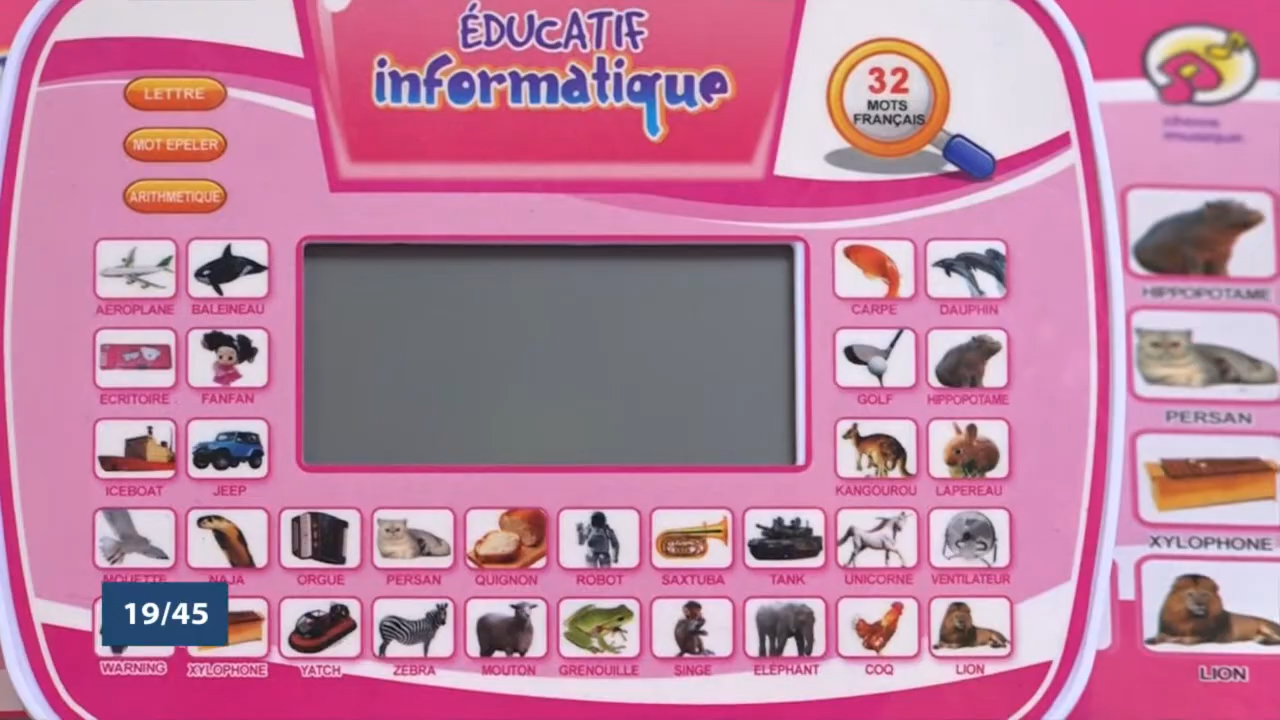 ÉDUCATIF
informatique
32
MOTS
FRANÇAIS
LETTRE
MOT EPELER
ARITHMETIQUE
AEROPLANE BALEINEAU
CARPE DAUPHIN
ECRITOIRE FANFAN
GOLF HIPPOPOTAME
ICEBOAT JEEP
KANGOUROU LAPEREAU
MOUETTE NAJA ORGUE PERSAN QUIGNON ROBOT SAXTUBA TANK UNICORNE VENTILATEUR
WARNING XYLOPHONE YATCH ZEBRA MOUTON GRENOUILLE SINGE ELEPHANT COQ LION
19/45
HIPPOPOTAME
PERSAN
XYLOPHONE
LION